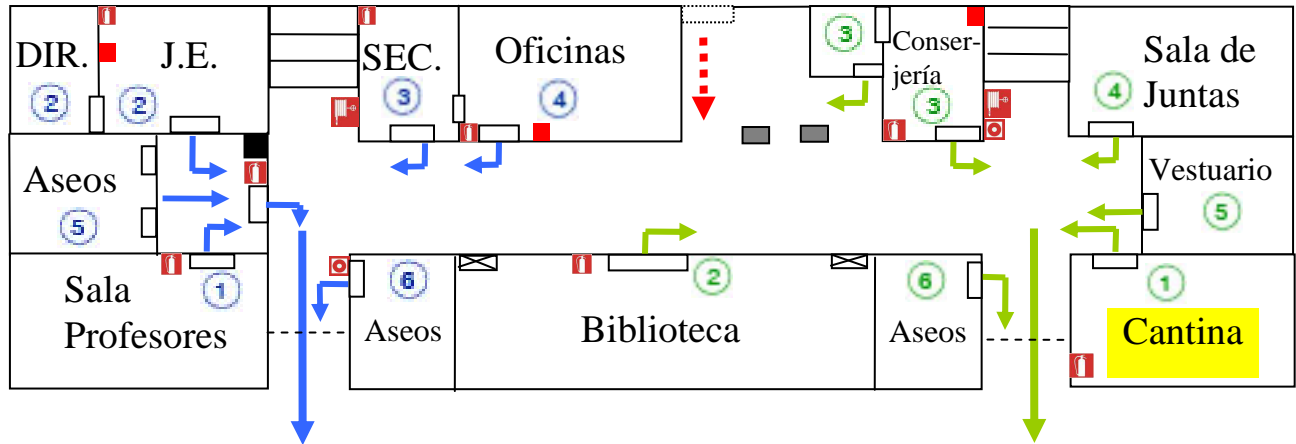 DIR.
2
J.E.
2
SEC.
3
Oficinas
4
3
Conser-
jería
3
Sala de
Juntas
4
Aseos
5
Vestuario
5
Sala
Profesores
1
6
Aseos
2
Biblioteca
6
Aseos
1
Cantina